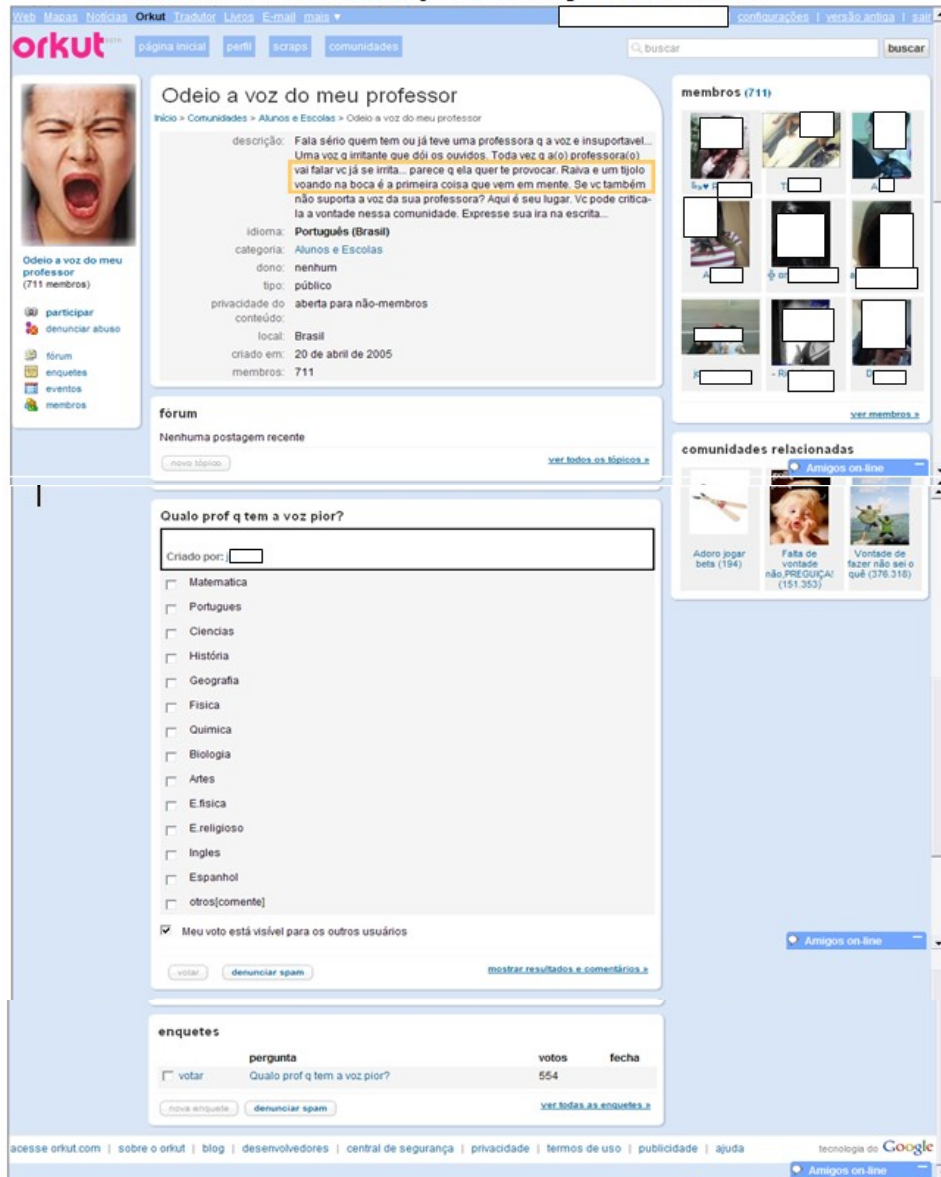 Web Mapas Notícias Orkut Tradutor Livros E-mail mais ▼
configurações | versão antiga | sair
orkut BETA
página inicial perfil scraps comunidades
buscar buscar
Odeio a voz do meu professor
(711 membros)
participar
denunciar abuso
fórum
enquetes
eventos
membros
Odeio a voz do meu professor
Início > Comunidades > Alunos e Escolas > Odeio a voz do meu professor
descrição: Fala sério quem tem ou já teve uma professora q a voz e insuportavel...
Uma voz q irritante que dói os ouvidos. Toda vez q a(o) professora(o)
vai falar vc já se irrita... parece q ela quer te provocar. Raiva e um tijolo
voando na boca é a primeira coisa que vem em mente. Se vc também
não suporta a voz da sua professora? Aqui é seu lugar. Vc pode critica-
la a vontade nessa comunidade. Expresse sua ira na escrita...
idioma: Português (Brasil)
categoria: Alunos e Escolas
dono: nenhum
tipo: público
privacidade do conteúdo: aberta para não-membros
local: Brasil
criado em: 20 de abril de 2005
membros: 711
fórum
Nenhuma postagem recente
novo tópico ver todos os tópicos »
membros (711)
ver membros »
comunidades relacionadas
Amigos on-line
Adoro jogar
bets (194)
Falta de
vontade
não,PREGUIÇA!
(151.353)
Vontade de
fazer não sei o
quê (376.318)
Qualo prof q tem a voz pior?
Criado por: j
Matematica
Portugues
Ciencias
História
Geografia
Fisica
Quimica
Biologia
Artes
E.fisica
E.religioso
Ingles
Espanhol
otros[comente]
Meu voto está visível para os outros usuários
votar denunciar spam mostrar resultados e comentários »
Amigos on-line
enquetes
pergunta votos fecha
votar Qualo prof q tem a voz pior? 554
nova enquete denunciar spam ver todas as enquetes »
acesse orkut.com | sobre o orkut | blog | desenvolvedores | central de segurança | privacidade | termos de uso | publicidade | ajuda
tecnologia do Google
Amigos on-line